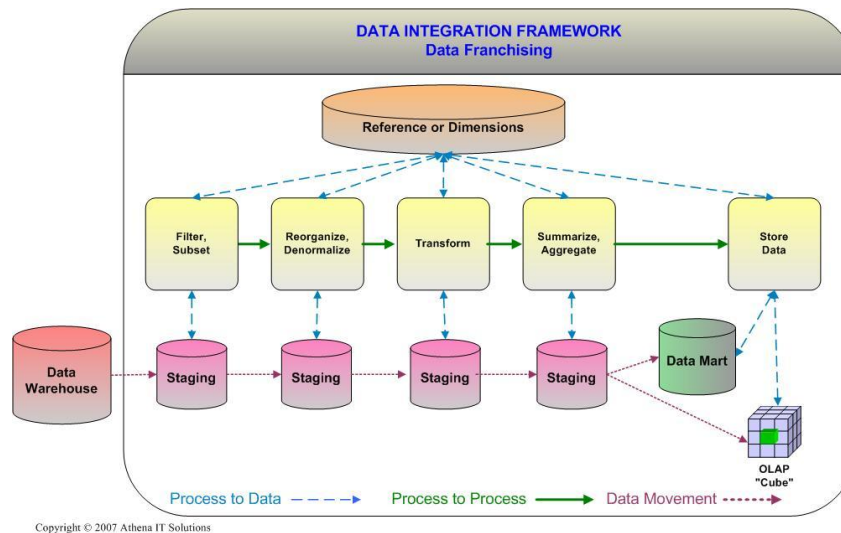 DATA INTEGRATION FRAMEWORK
Data Franchising
Reference or Dimensions
Filter,
Subset
Reorganize,
Denormalize
Transform
Summarize,
Aggregate
Store
Data
Data
Warehouse
Staging
Staging
Staging
Staging
Data Mart
OLAP
"Cube"
Process to Data
Process to Process
Data Movement
Copyright © 2007 Athena IT Solutions